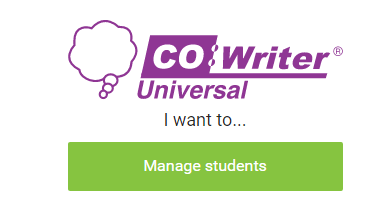 CO:Writer®
Universal
I want to...
Manage students